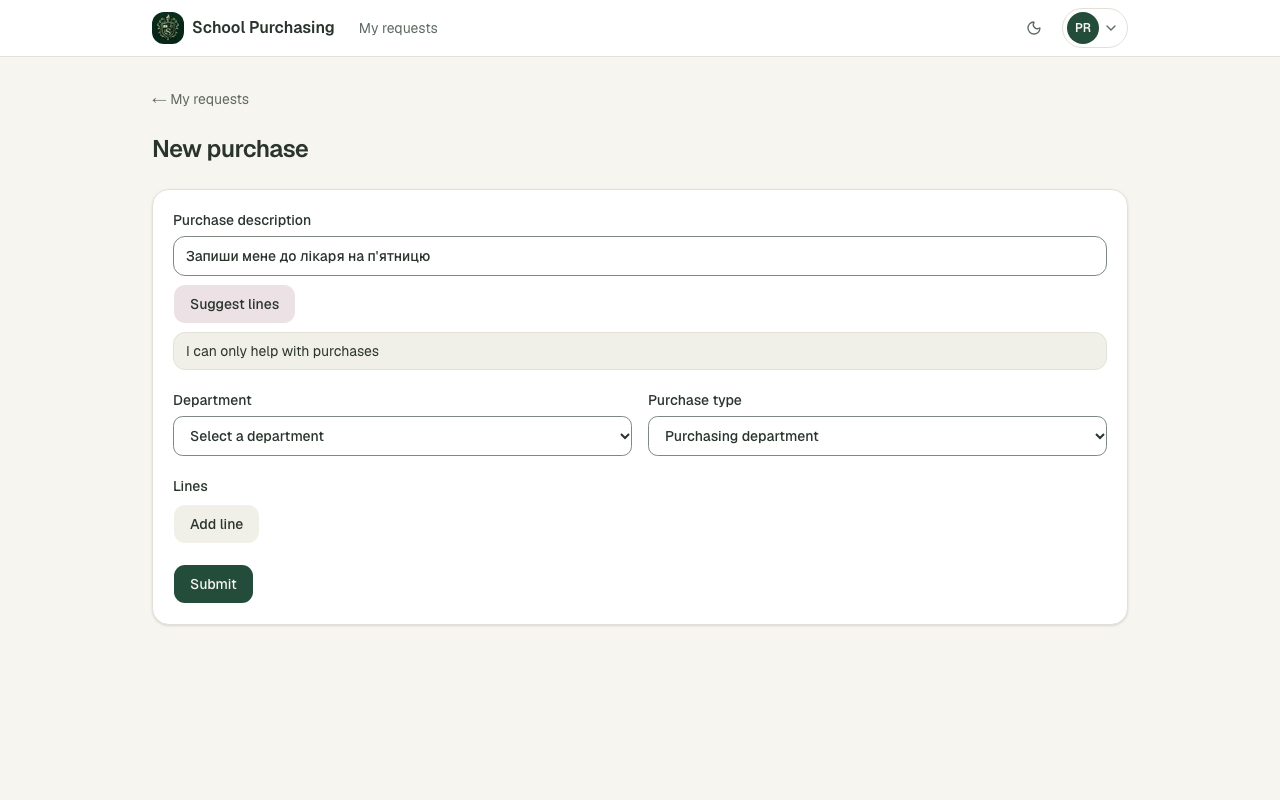 School Purchasing
My requests
PR
← My requests
New purchase
Purchase description
Запиши мене до лікаря на п'ятницю
Suggest lines
I can only help with purchases
Department
Purchase type
Select a department
Purchasing department
Lines
Add line
Submit